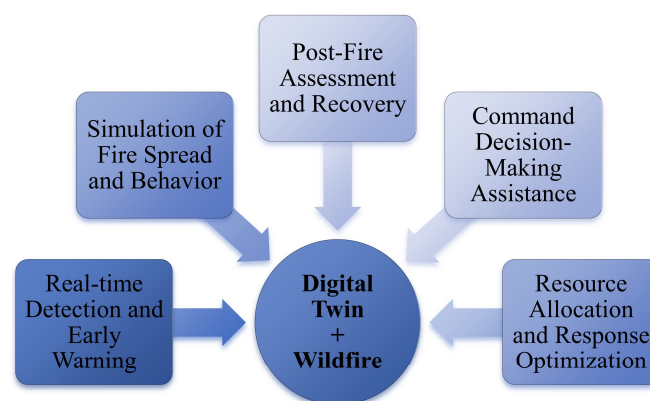 Post-Fire
Assessment
and Recovery
Simulation of
Fire Spread
and Behavior
Command
Decision-
Making
Assistance
Real-time
Detection and
Early
Warning
Digital
Twin
+
Wildfire
Resource
Allocation
and Response
Optimization